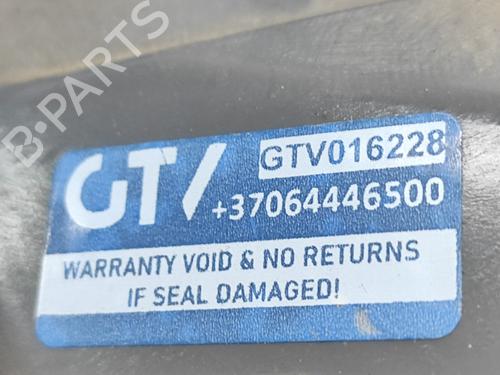 B-PARTS
GTV
GTV016228
+37064446500
WARRANTY VOID & NO RETURNS
IF SEAL DAMAGED!